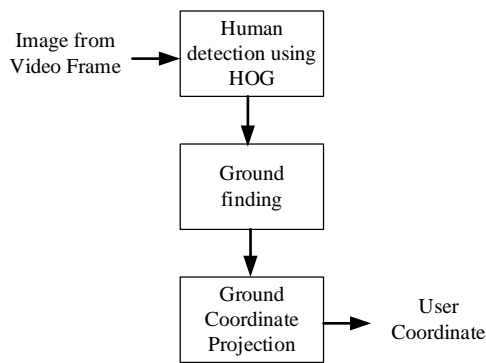 Image from
Video Frame
Human
detection using
HOG
Ground
finding
Ground
Coordinate
Projection
User
Coordinate